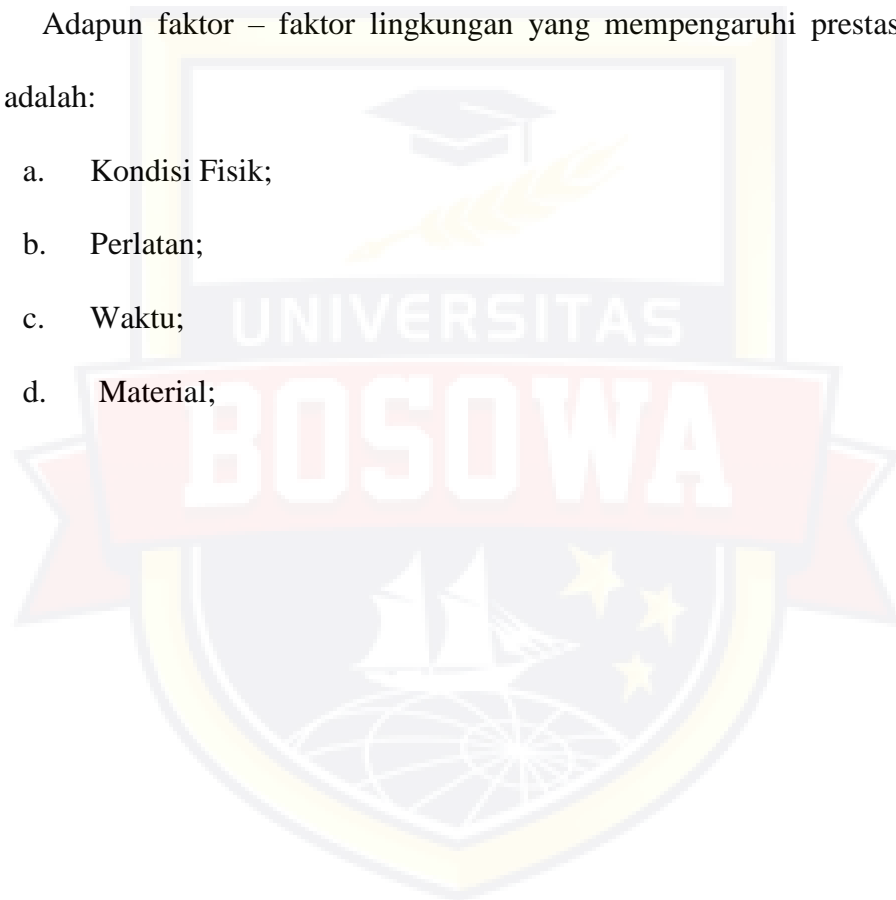 Adapun faktor – faktor lingkungan yang mempengaruhi prestas
adalah:
a. Kondisi Fisik;
b. Perlatan;
c. Waktu;
d. Material;
UNIVERSITAS
BOSOWA